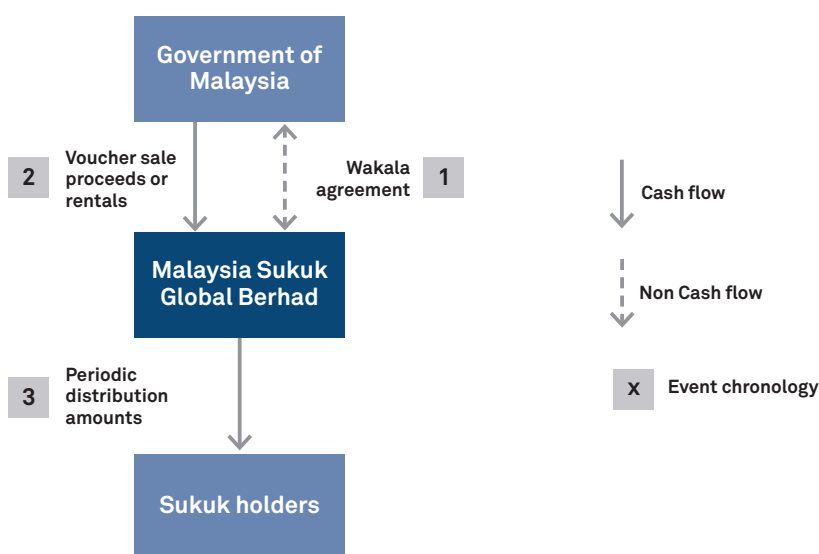 Government of
Malaysia
2
Voucher sale
proceeds or
rentals
Wakala
agreement
1
Cash flow
Malaysia Sukuk
Global Berhad
Non Cash flow
3
Periodic
distribution
amounts
x
Event chronology
Sukuk holders